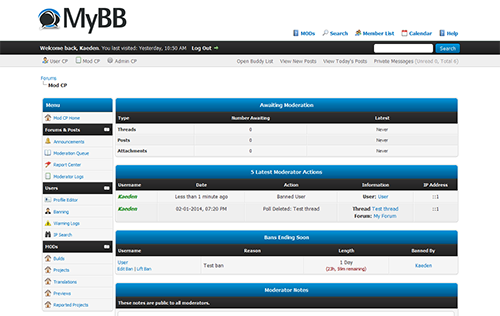 MyBB
MODs Search Member List Calendar Help
Welcome back, Kaeden. You last visited: Yesterday, 10:50 AM Log Out
Search
User CP Mod CP Admin CP Open Buddy List View New Posts View Today's Posts Private Messages (Unread 0, Total 6)
Forums
Mod CP
Menu
Mod CP Home
Forums & Posts
Announcements
Moderation Queue
Report Center
Moderator Logs
Users
Profile Editor
Banning
Warning Logs
IP Search
MODs
Builds
Projects
Translations
Previews
Reported Projects
Awaiting Moderation
Type Number Awaiting Latest
Threads 0 Never
Posts 0 Never
Attachments 0 Never
5 Latest Moderator Actions
Username Date Action Information IP Address
Kaeden Less than 1 minute ago Banned User User: User ::1
Kaeden 02-01-2014, 07:20 PM Poll Deleted: Test thread Thread: Test thread ::1
Forum: My Forum
Bans Ending Soon
Username Reason Length Banned By
User Test ban 1 Day Kaeden
Edit Ban | Lift Ban (23h, 59m remaining)
Moderator Notes
These notes are public to all moderators.